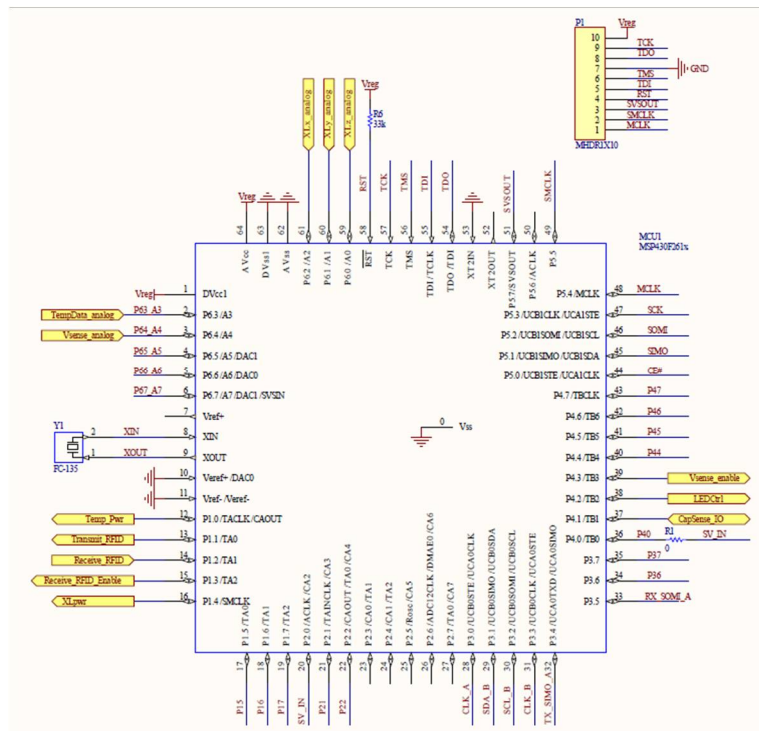 P1
Vreg
10
9 TCK
8 TDO
7 GND
6 TMS
5 TDI
4 RST
3 SVSOUT
2 SMCLK
1 MCLK
MHDR1X10
XLx_analog
XLy_analog
XLz_analog
Vreg
R6
33k
RST
TCK
TMS
TDI
TDO
SVSOUT
SMCLK
Vreg
64
63
62
61
60
59
58
57
56
55
54
53
52
51
50
49
MCU1
MSP430F261x
AVcc
DVss1
AVss
P6.2/A2
P6.1/A1
P6.0/A0
RST
TCK
TMS
TDI/TCLK
TDO/TDI
XT2IN
XT2OUT
P5.7/SVSOUT
P5.6/ACLK
P5.5
Vreg 1 DVcc1
TempData_analog P63_A3 2 P6.3/A3
Vsense_analog P64_A4 3 P6.4/A4
P65_A5 4 P6.5/A5/DAC1
P66_A6 5 P6.6/A6/DAC0
P67_A7 6 P6.7/A7/DAC1/SVSIN
7 Vref+
Y1
2 XIN 8 XIN
1 XOUT 9 XOUT
FC-135
10 Veref+/DAC0
11 Vref-/Veref-
Temp_Pwr 12 P1.0/TACLK/CAOUT
Transmit_RFID 13 P1.1/TA0
Receive_RFID 14 P1.2/TA1
Receive_RFID_Enable 15 P1.3/TA2
XLpwr 16 P1.4/SMCLK
0 Vss
P5.4/MCLK 48 MCLK
P5.3/UCB1CLK/UCA1STE 47 SCK
P5.2/UCB1SOMI/UCB1SCL 46 SOMI
P5.1/UCB1SIMO/UCB1SDA 45 SIMO
P5.0/UCB1STE/UCA1CLK 44 CE#
P4.7/TBCLK 43 P47
P4.6/TB6 42 P46
P4.5/TB5 41 P45
P4.4/TB4 40 P44
P4.3/TB3 39 Vsense_enable
P4.2/TB2 38 LEDCtrl
P4.1/TB1 37 CapSense_IO
P4.0/TB0 36 P40 R1 0 SV_IN
P3.7 35 P37
P3.6 34 P36
P3.5 33 RX_SOMI_A
P1.5/TA0
P1.6/TA1
P1.7/TA2
P2.0/ACLK/CA2
P2.1/TAINCLK/CA3
P2.2/CAOUT/TA0/CA4
P2.3/CA0/TA1
P2.4/CA1/TA2
P2.5/Rosc/CA5
P2.6/ADC12CLK/DMAE0/CA6
P2.7/TA0/CA7
P3.0/UCB0STE/UCA0CLK
P3.1/UCB0SIMO/UCB0SDA
P3.2/UCB0SOMI/UCB0SCL
P3.3/UCB0CLK/UCA0STE
P3.4/UCA0TXD/UCA0SIMO
17
18
19
20
21
22
23
24
25
26
27
28
29
30
31
32
P15
P16
P17
SV_IN
P21
P22
CLK_A
SDA_B
SCL_B
CLK_B
TX_SIMO_A